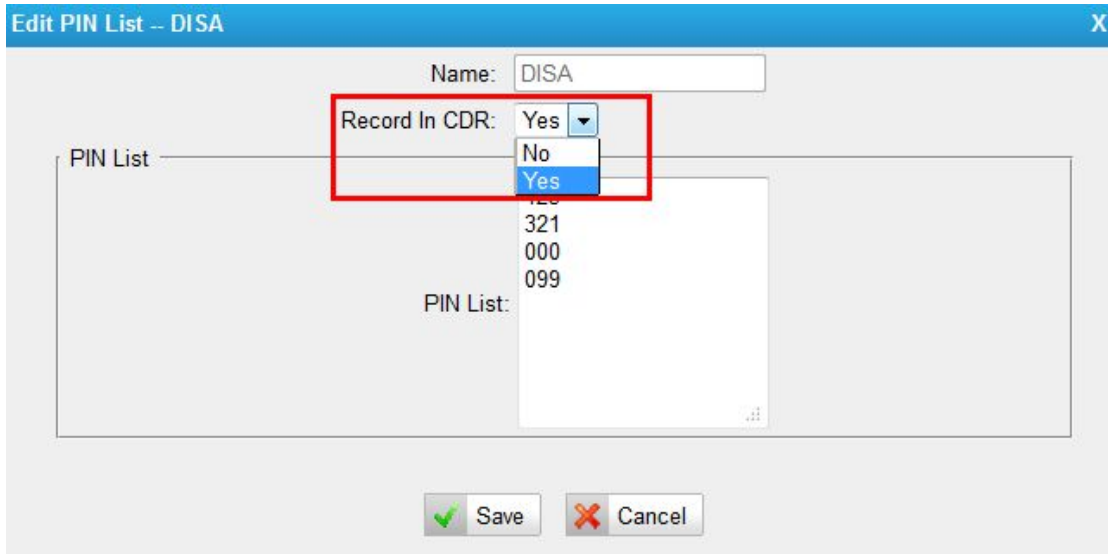 Edit PIN List -- DISA X
Name: DISA
Record In CDR: Yes
No
Yes
PIN List
321
000
099
PIN List:
Save Cancel